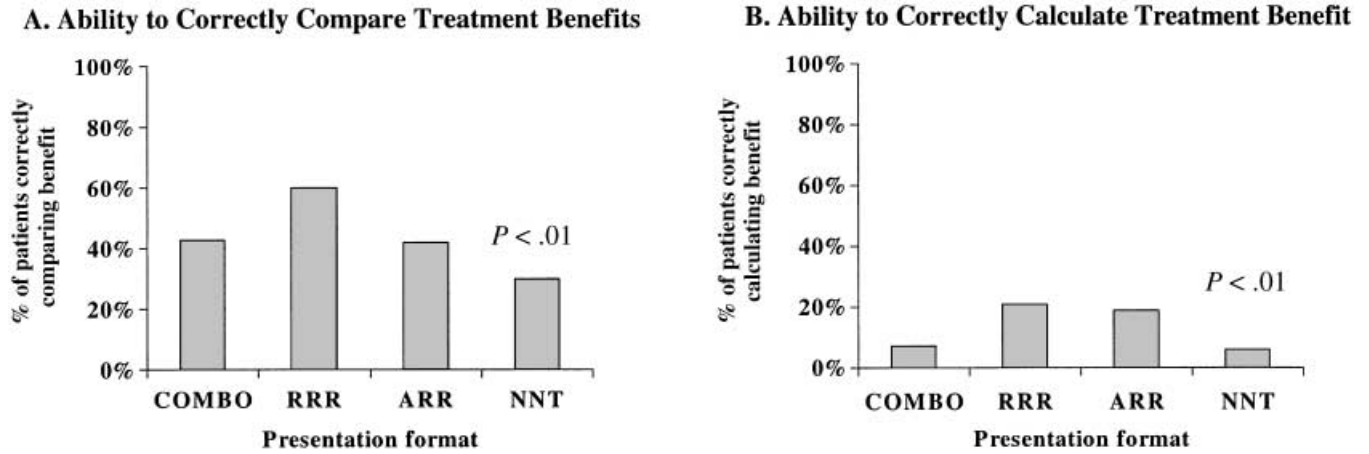 A. Ability to Correctly Compare Treatment Benefits
% of patients correctly
comparing benefit
100%
80%
60%
40%
20%
0%
P < .01
COMBO RRR ARR NNT
Presentation format
B. Ability to Correctly Calculate Treatment Benefit
% of patients correctly
calculating benefit
100%
80%
60%
40%
20%
0%
P < .01
COMBO RRR ARR NNT
Presentation format